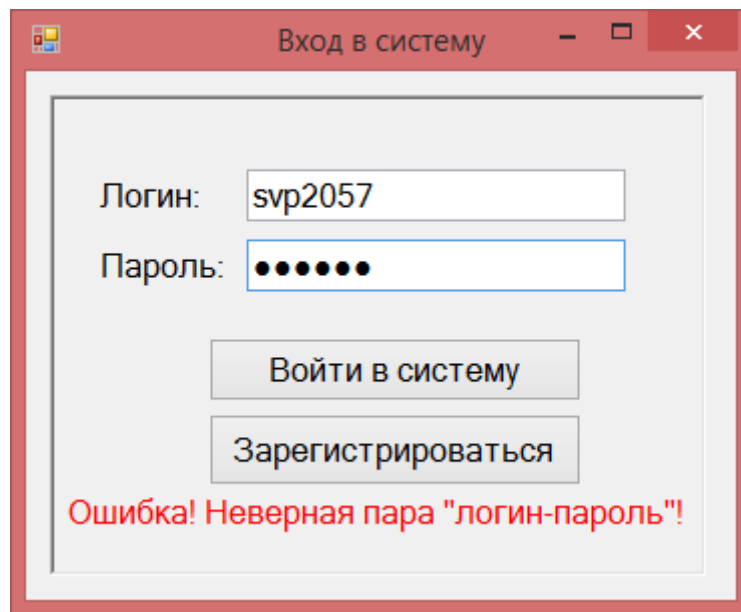 Вход в систему
Логин: svp2057
Пароль: ●●●●●●
Войти в систему
Зарегистрироваться
Ошибка! Неверная пара "логин-пароль"!